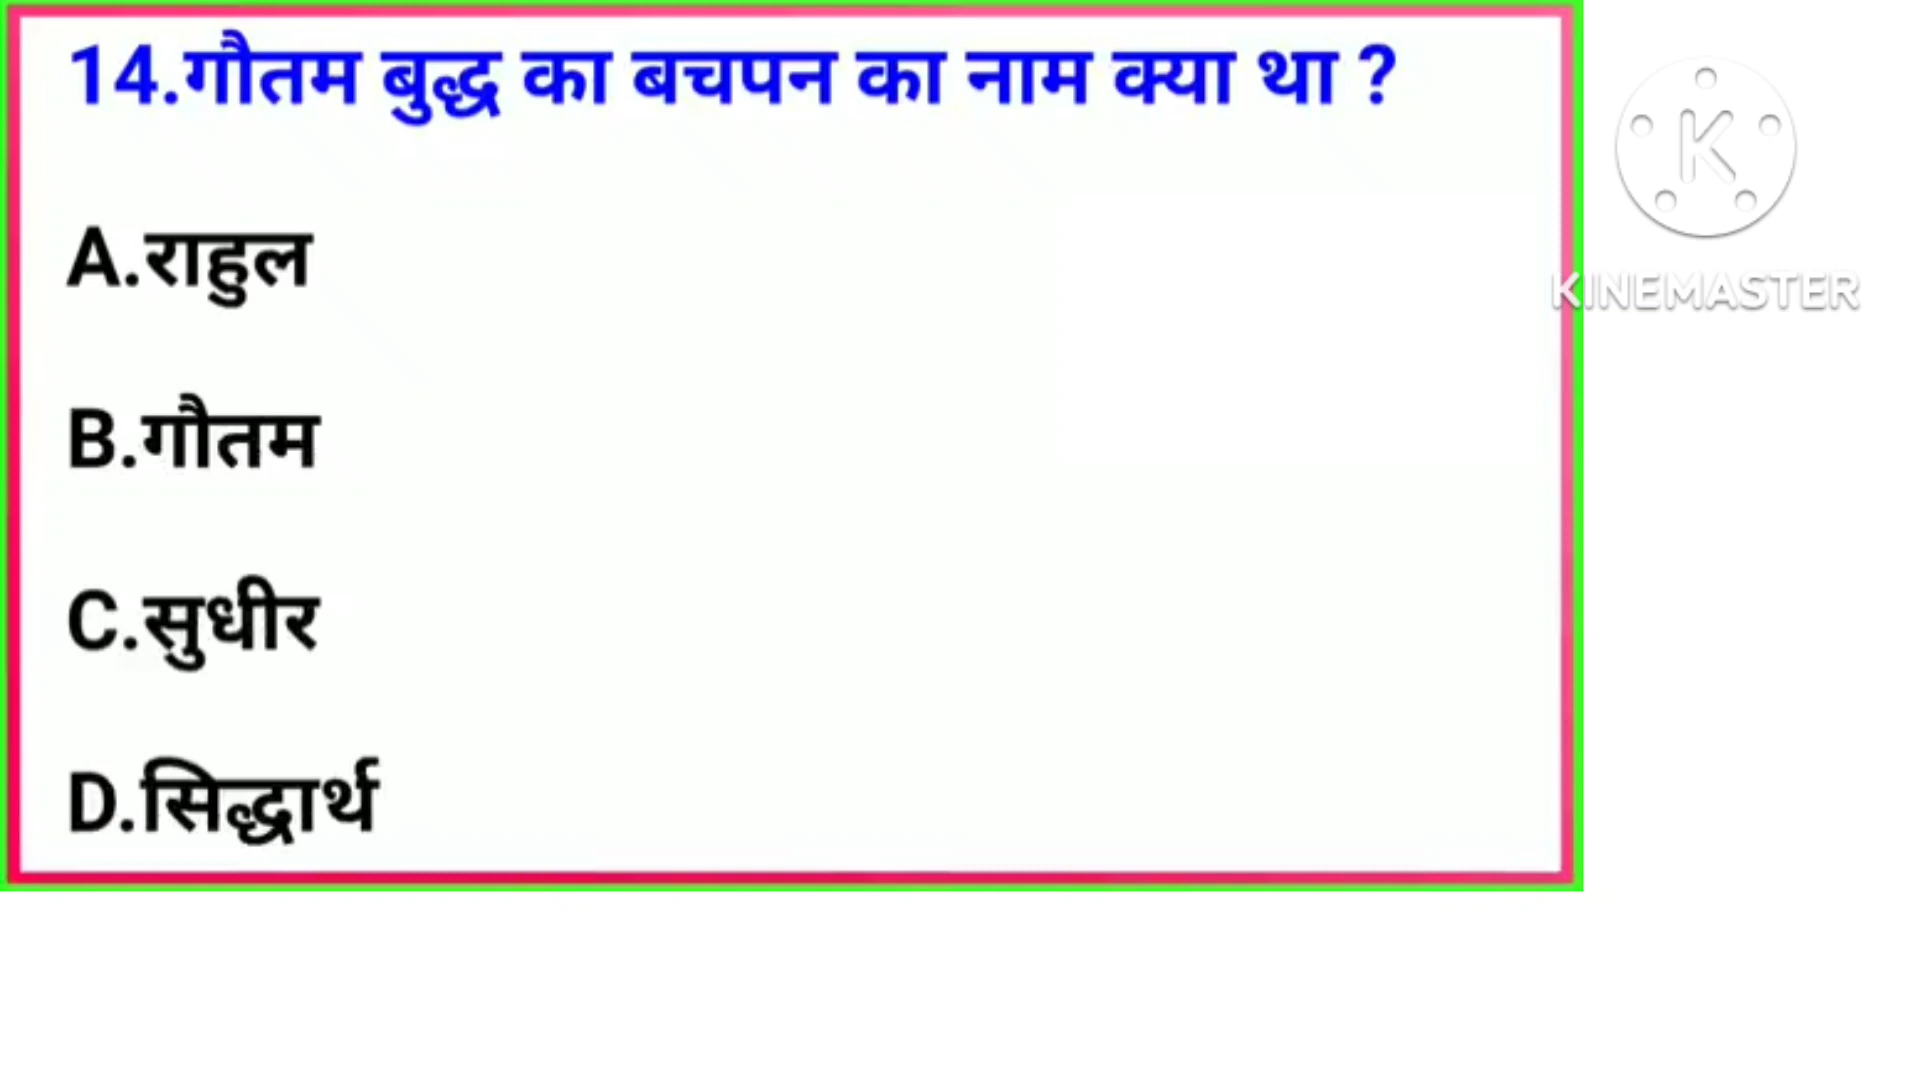 14.गौतम बुद्ध का बचपन का नाम क्या था ?
A.राहुल
B.गौतम
C.सुधीर
D.सिद्धार्थ
K
KINEMASTER